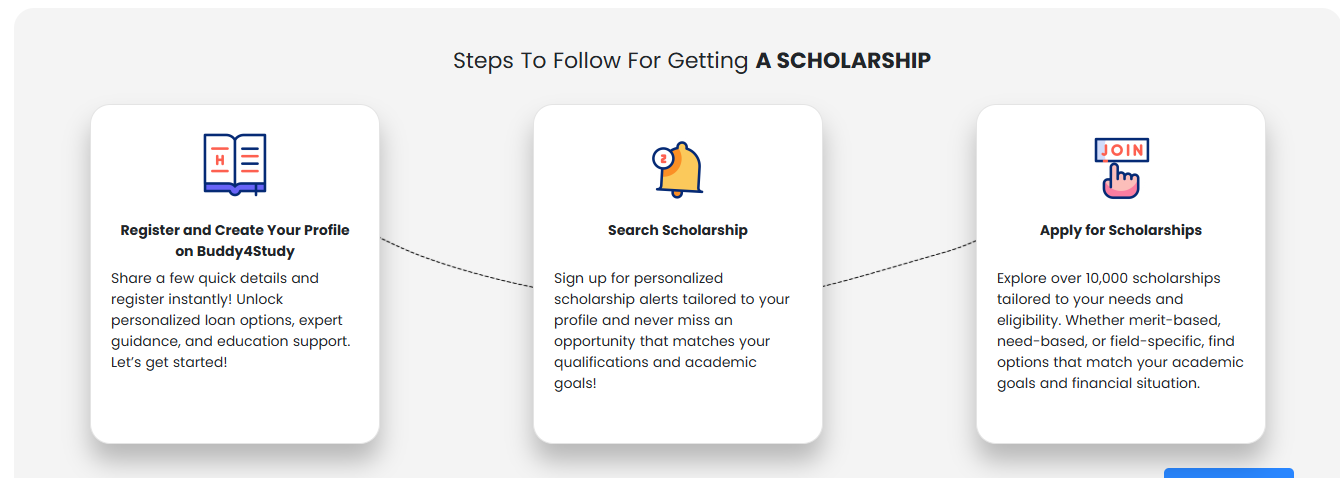 Steps To Follow For Getting A SCHOLARSHIP
H
Register and Create Your Profile
on Buddy4Study
Share a few quick details and
register instantly! Unlock
personalized loan options, expert
guidance, and education support.
Let’s get started!
2
Search Scholarship
Sign up for personalized
scholarship alerts tailored to your
profile and never miss an
opportunity that matches your
qualifications and academic
goals!
JOIN
Apply for Scholarships
Explore over 10,000 scholarships
tailored to your needs and
eligibility. Whether merit-based,
need-based, or field-specific, find
options that match your academic
goals and financial situation.